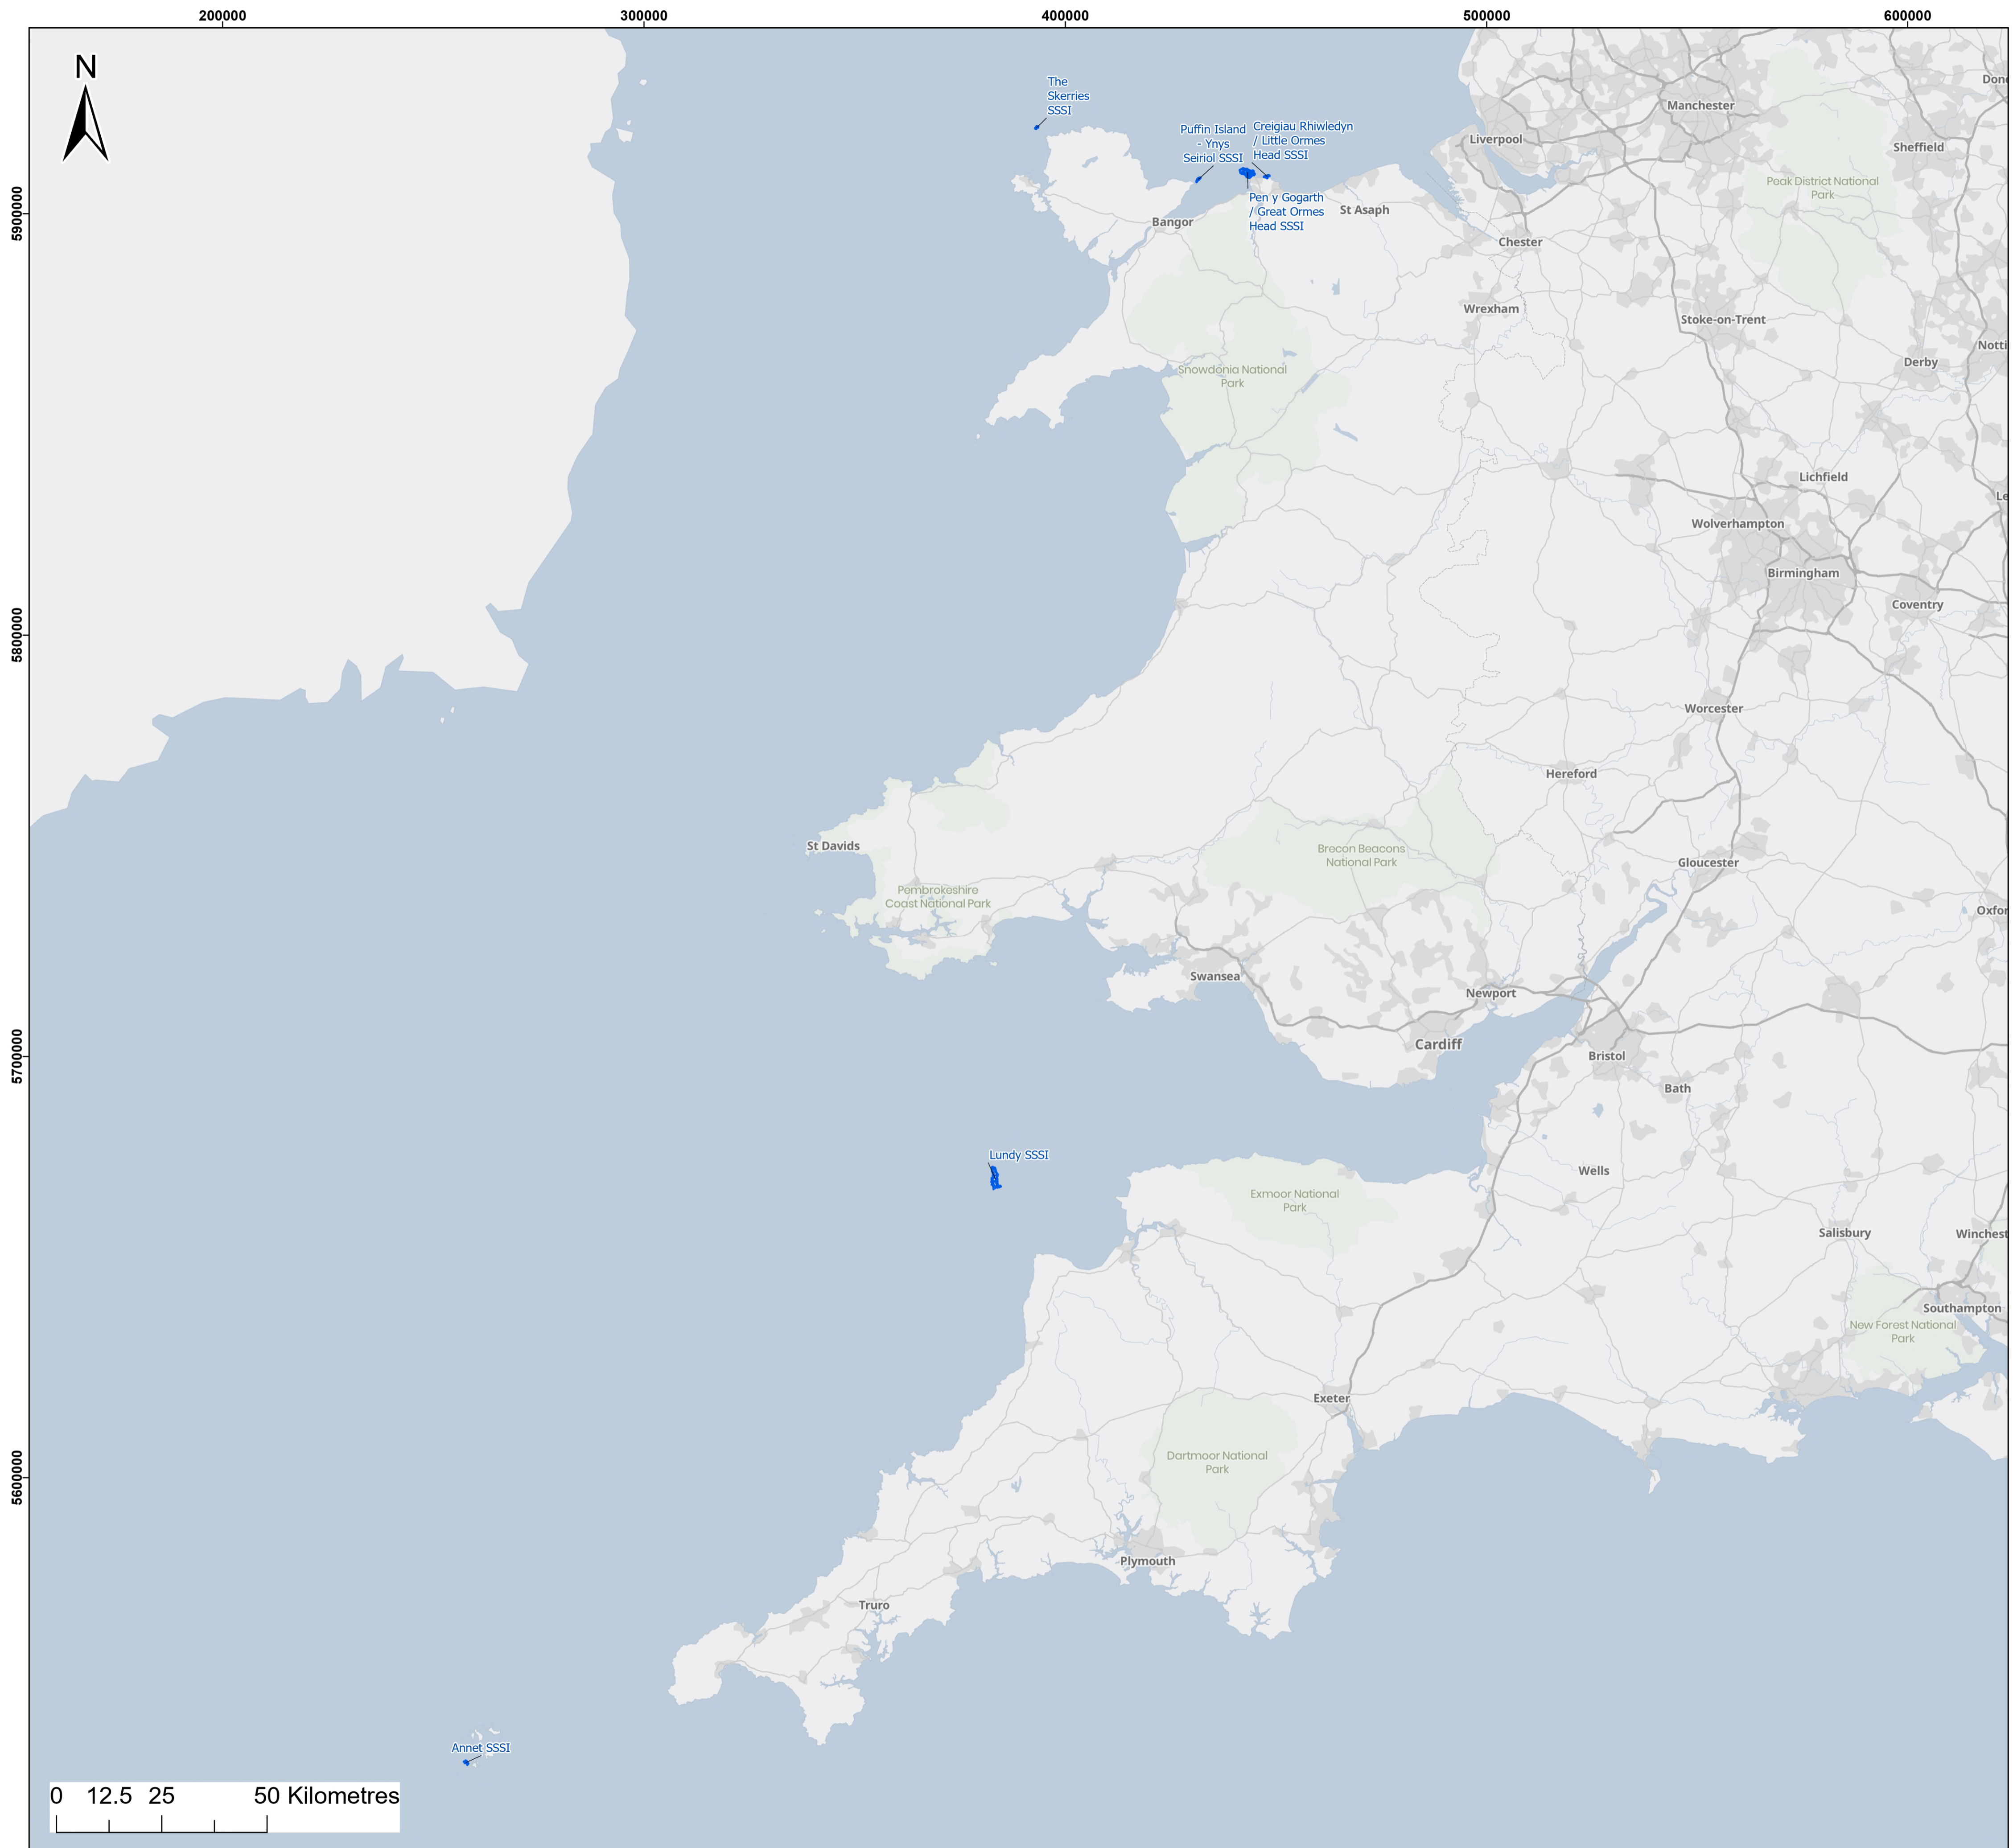 200000
300000
400000
500000
600000
N
The
Skerries
SSSI
Puffin Island
- Ynys
Seiriol SSSI
Creigiau Rhiwledyn
/ Little Ormes
Head SSSI
Pen y Gogarth
/ Great Ormes
Head SSSI
Manchester
Liverpool
Sheffield
Donc
Peak District National
Park
Bangor
St Asaph
Chester
5900000
Wrexham
Stoke-on-Trent
Notti
Derby
Snowdonia National
Park
Lichfield
Le
Wolverhampton
Birmingham
Coventry
5800000
Worcester
Hereford
St Davids
Brecon Beacons
National Park
Gloucester
Pembrokeshire
Coast National Park
Oxfor
Swansea
Newport
Cardiff
Bristol
5700000
Bath
Lundy SSSI
Wells
Exmoor National
Park
Salisbury
Winchest
Southampton
New Forest National
Park
Exeter
Dartmoor National
Park
5600000
Plymouth
Truro
Annet SSSI
0 12.5 25 50 Kilometres